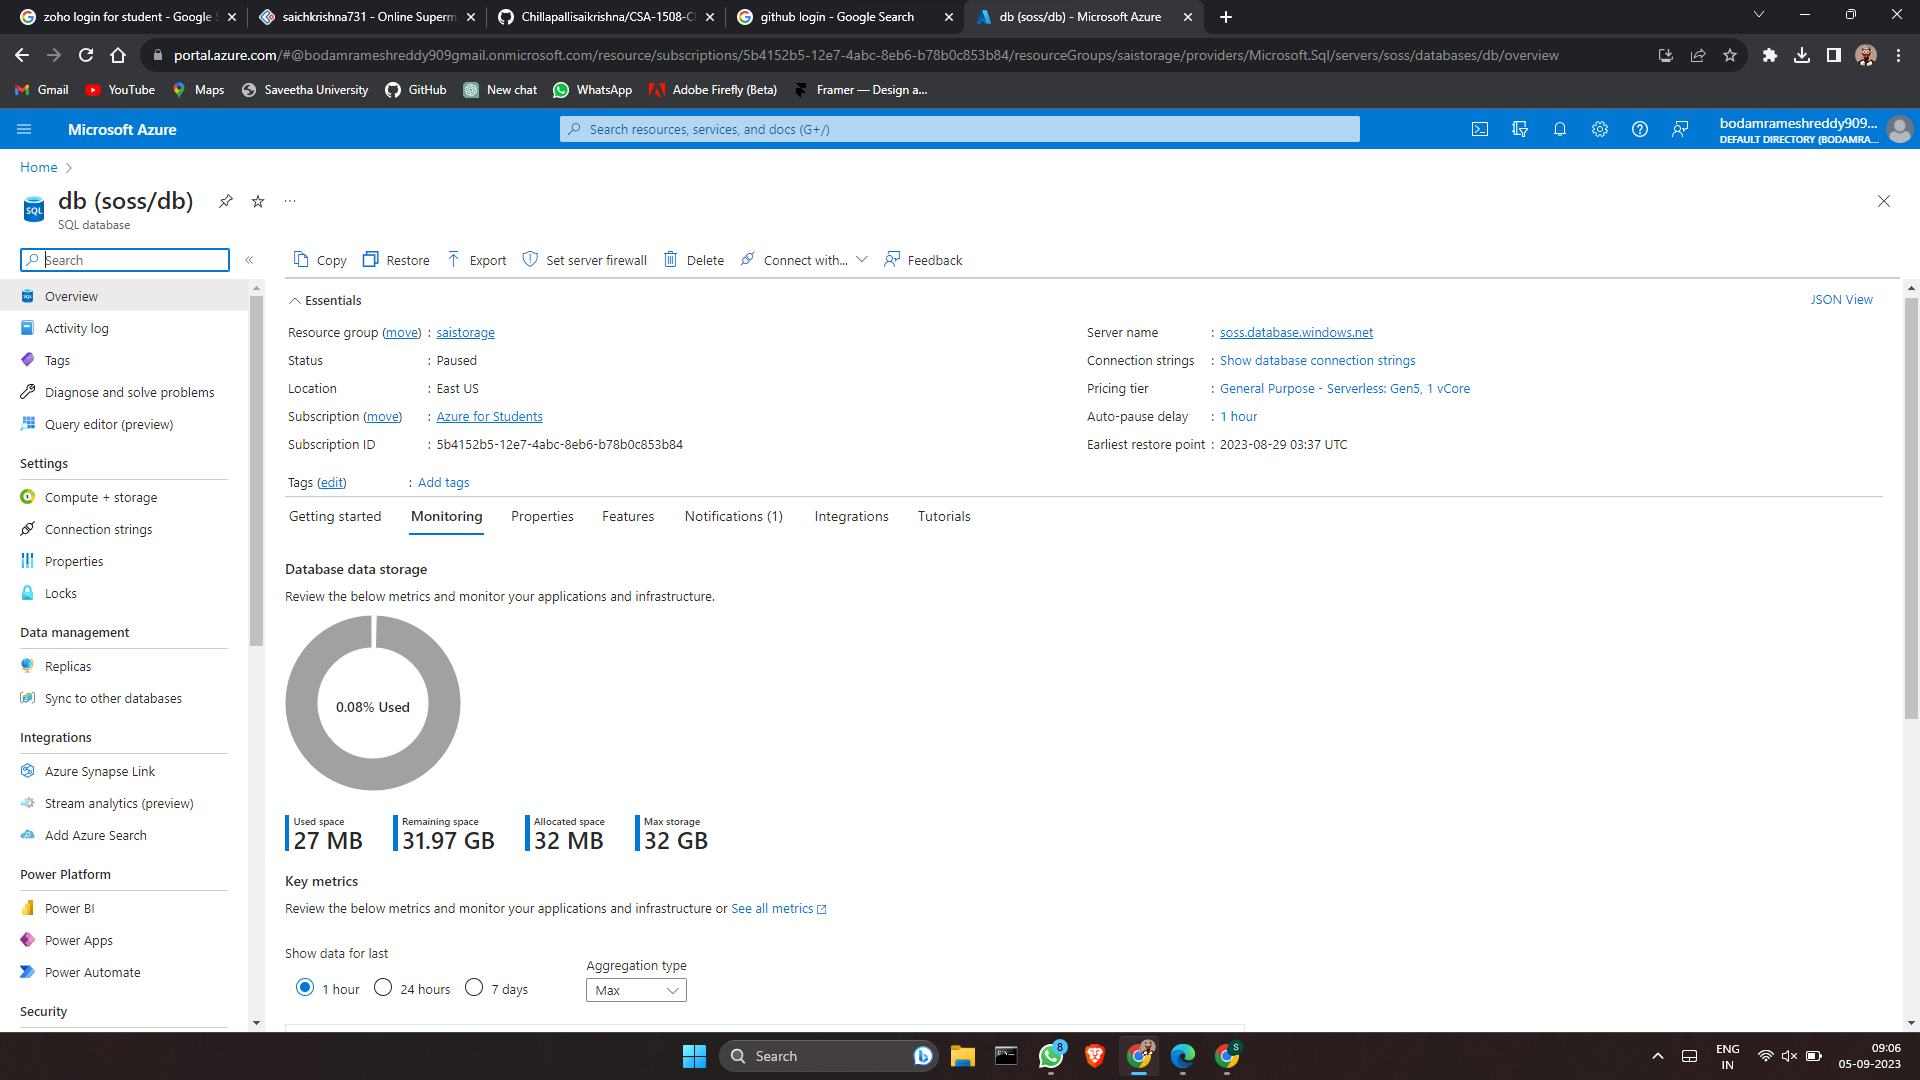 zoho login for student - Google S
saichkrishna731 - Online Superm
Chillapallisaikrishna/CSA-1508-C
github login - Google Search
db (soss/db) - Microsoft Azure
portal.azure.com/#@bodamrameshreddy909gmail.onmicrosoft.com/resource/subscriptions/5b4152b5-12e7-4abc-8eb6-b78b0c853b84/resourceGroups/saistorage/providers/Microsoft.Sql/servers/soss/databases/db/overview
Gmail YouTube Maps Saveetha University GitHub New chat WhatsApp Adobe Firefly (Beta) Framer — Design a...
Microsoft Azure
Search resources, services, and docs (G+/)
bodamrameshreddy909...
DEFAULT DIRECTORY (BODAMRA...
Home
db (soss/db)
SQL database
Search
Copy Restore Export Set server firewall Delete Connect with... Feedback
Overview
Activity log
Tags
Diagnose and solve problems
Query editor (preview)
Settings
Compute + storage
Connection strings
Properties
Locks
Data management
Replicas
Sync to other databases
Integrations
Azure Synapse Link
Stream analytics (preview)
Add Azure Search
Power Platform
Power BI
Power Apps
Power Automate
Security
Essentials
JSON View
Resource group (move) : saistorage
Status : Paused
Location : East US
Subscription (move) : Azure for Students
Subscription ID : 5b4152b5-12e7-4abc-8eb6-b78b0c853b84
Server name : soss.database.windows.net
Connection strings : Show database connection strings
Pricing tier : General Purpose - Serverless: Gen5, 1 vCore
Auto-pause delay : 1 hour
Earliest restore point : 2023-08-29 03:37 UTC
Tags (edit) : Add tags
Getting started Monitoring Properties Features Notifications (1) Integrations Tutorials
Database data storage
Review the below metrics and monitor your applications and infrastructure.
0.08% Used
Used space
27 MB
Remaining space
31.97 GB
Allocated space
32 MB
Max storage
32 GB
Key metrics
Review the below metrics and monitor your applications and infrastructure or See all metrics
Show data for last
1 hour 24 hours 7 days
Aggregation type
Max
Search
8
S
ENG
IN
09:06
05-09-2023